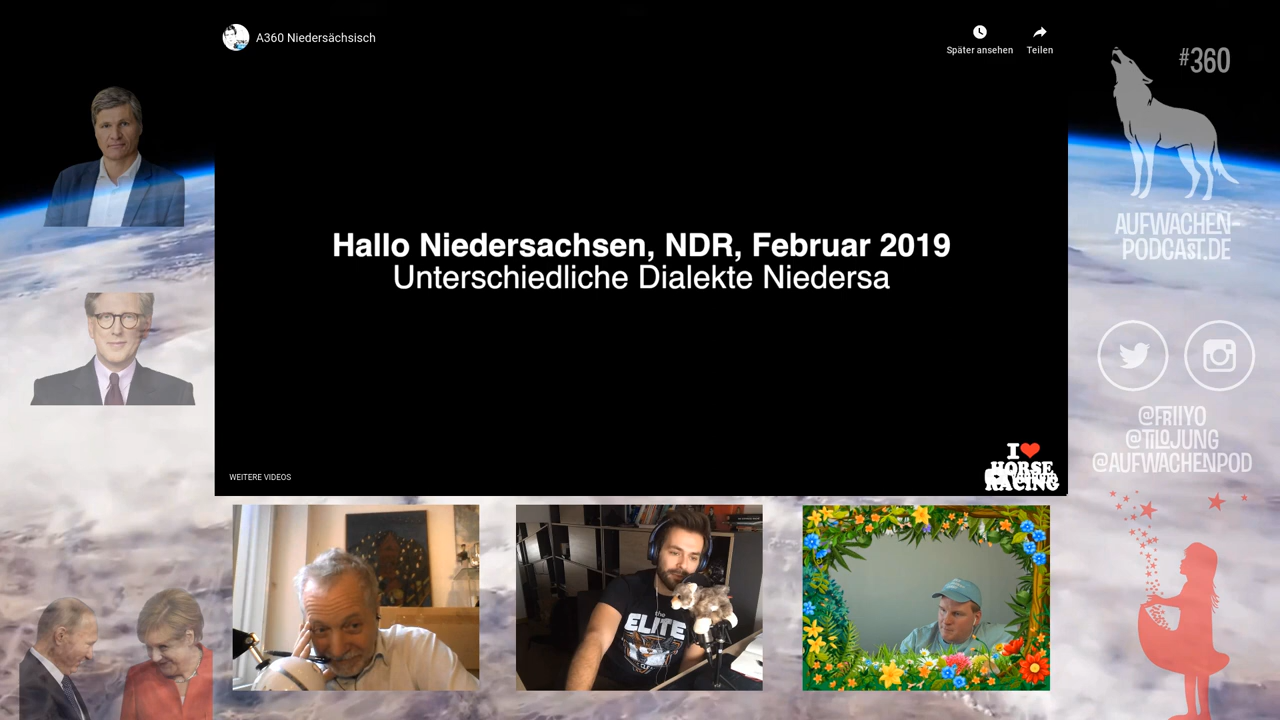 A360 Niedersächsisch
Später ansehen
Teilen
#360
AUFWACHEN-
PODCAST.DE
Hallo Niedersachsen, NDR, Februar 2019
Unterschiedliche Dialekte Niedersa
@FRIIYO
@TILOJUNG
@AUFWACHENPOD
WEITERE VIDEOS
I
HORSE
RACING
the
ELITE